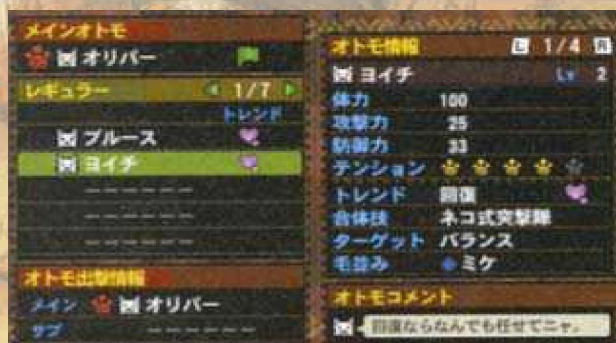 メインオトモ
オリバー
レギュラー 1/7
トレンド
ブルース
ヨイチ
------
------
------
オトモ出撃情報
メイン オリバー
サブ ------
オトモ情報 L 1/4 R
ヨイチ Lv 2
体力 100
攻撃力 25
防御力 33
テンション
トレンド 回復
合体技 ネコ式突撃隊
ターゲット バランス
毛並み ミケ
オトモコメント
回復ならなんでも任せてニャ。